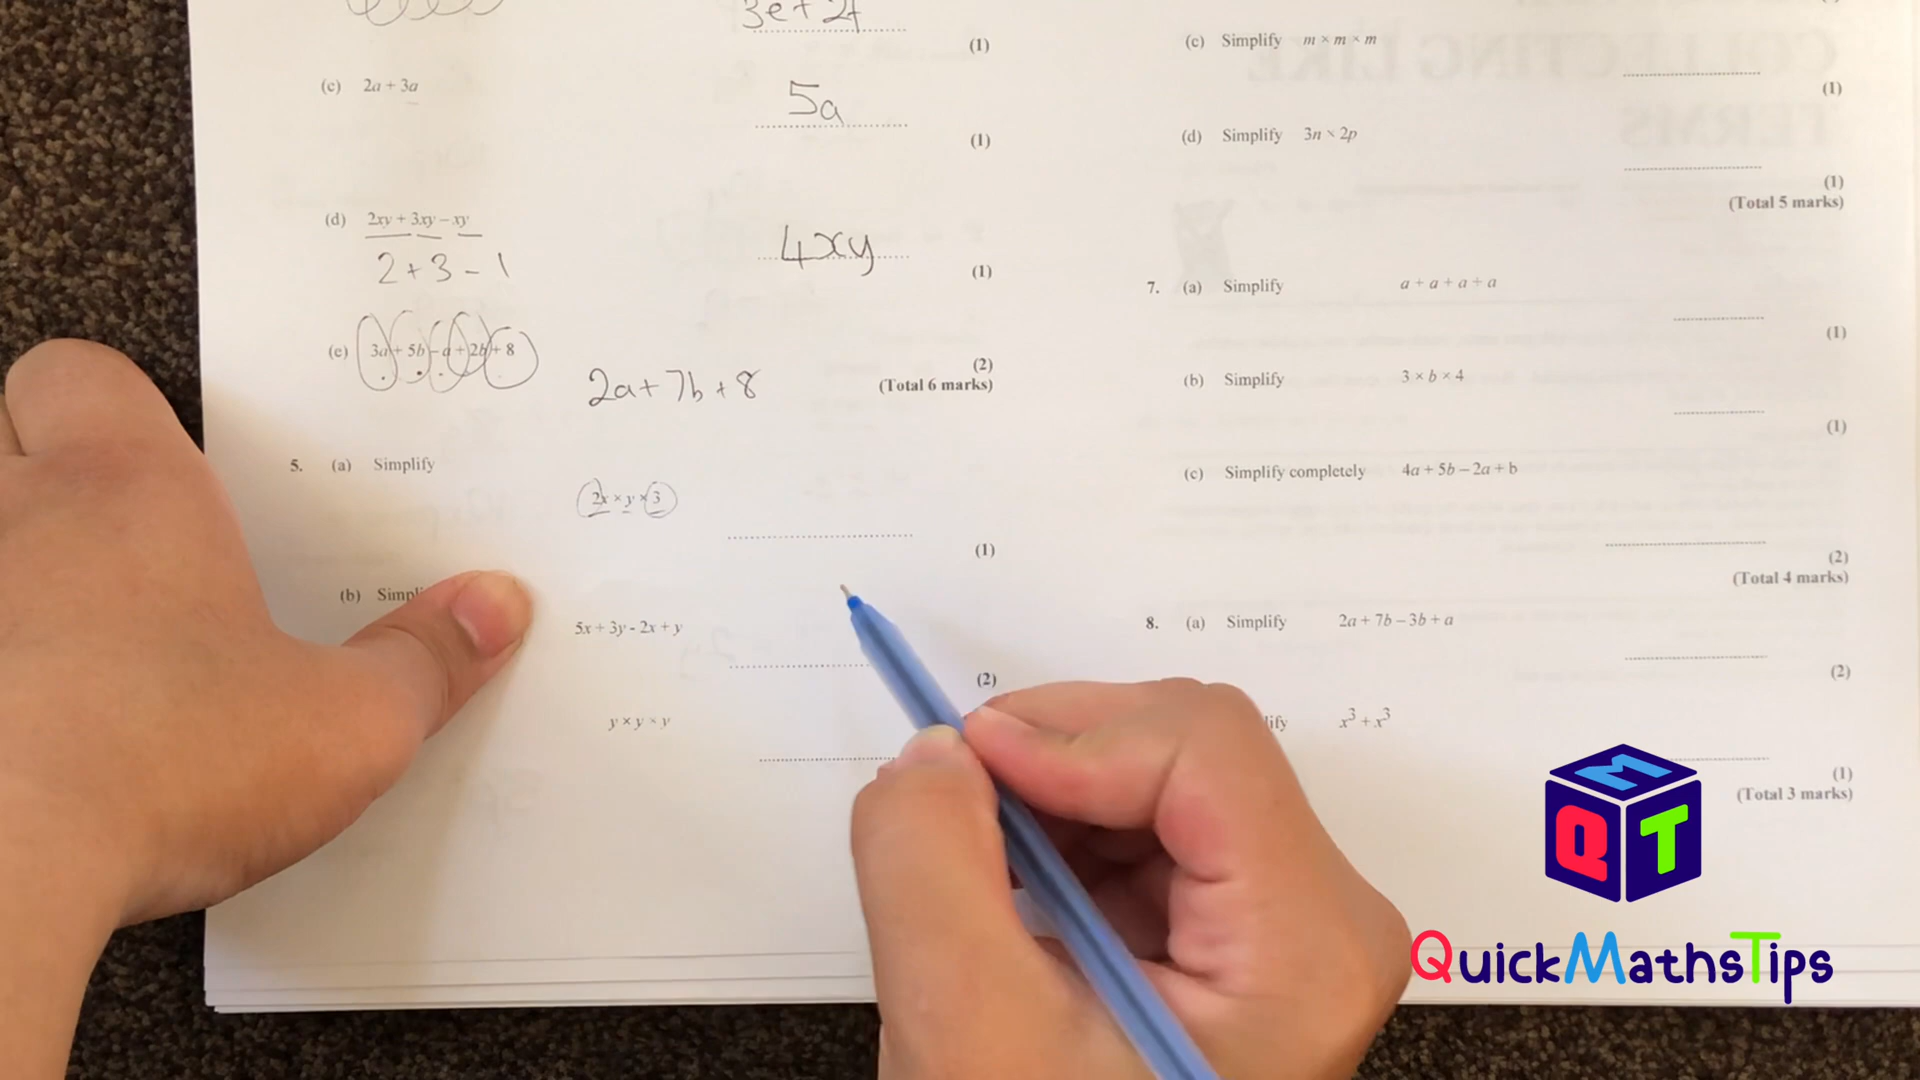 3e + 2f
(1)
(c) 2a + 3a
5a
(1)
(d) 2xy + 3xy – xy
2 + 3 - 1
4xy
(1)
(e) 3a + 5b – a + 2b + 8
2a + 7b + 8
(2)
(Total 6 marks)
5. (a) Simplify
2x × y × 3
(1)
(b)
5x + 3y - 2x + y
(2)
y × y × y
(c) Simplify m × m × m
(1)
(d) Simplify 3n × 2p
(1)
(Total 5 marks)
7. (a) Simplify a + a + a + a
(1)
(b) Simplify 3 × b × 4
(1)
(c) Simplify completely 4a + 5b – 2a + b
(2)
(Total 4 marks)
8. (a) Simplify 2a + 7b – 3b + a
(2)
x³ + x³
(1)
(Total 3 marks)
QMT
QuickMathsTips